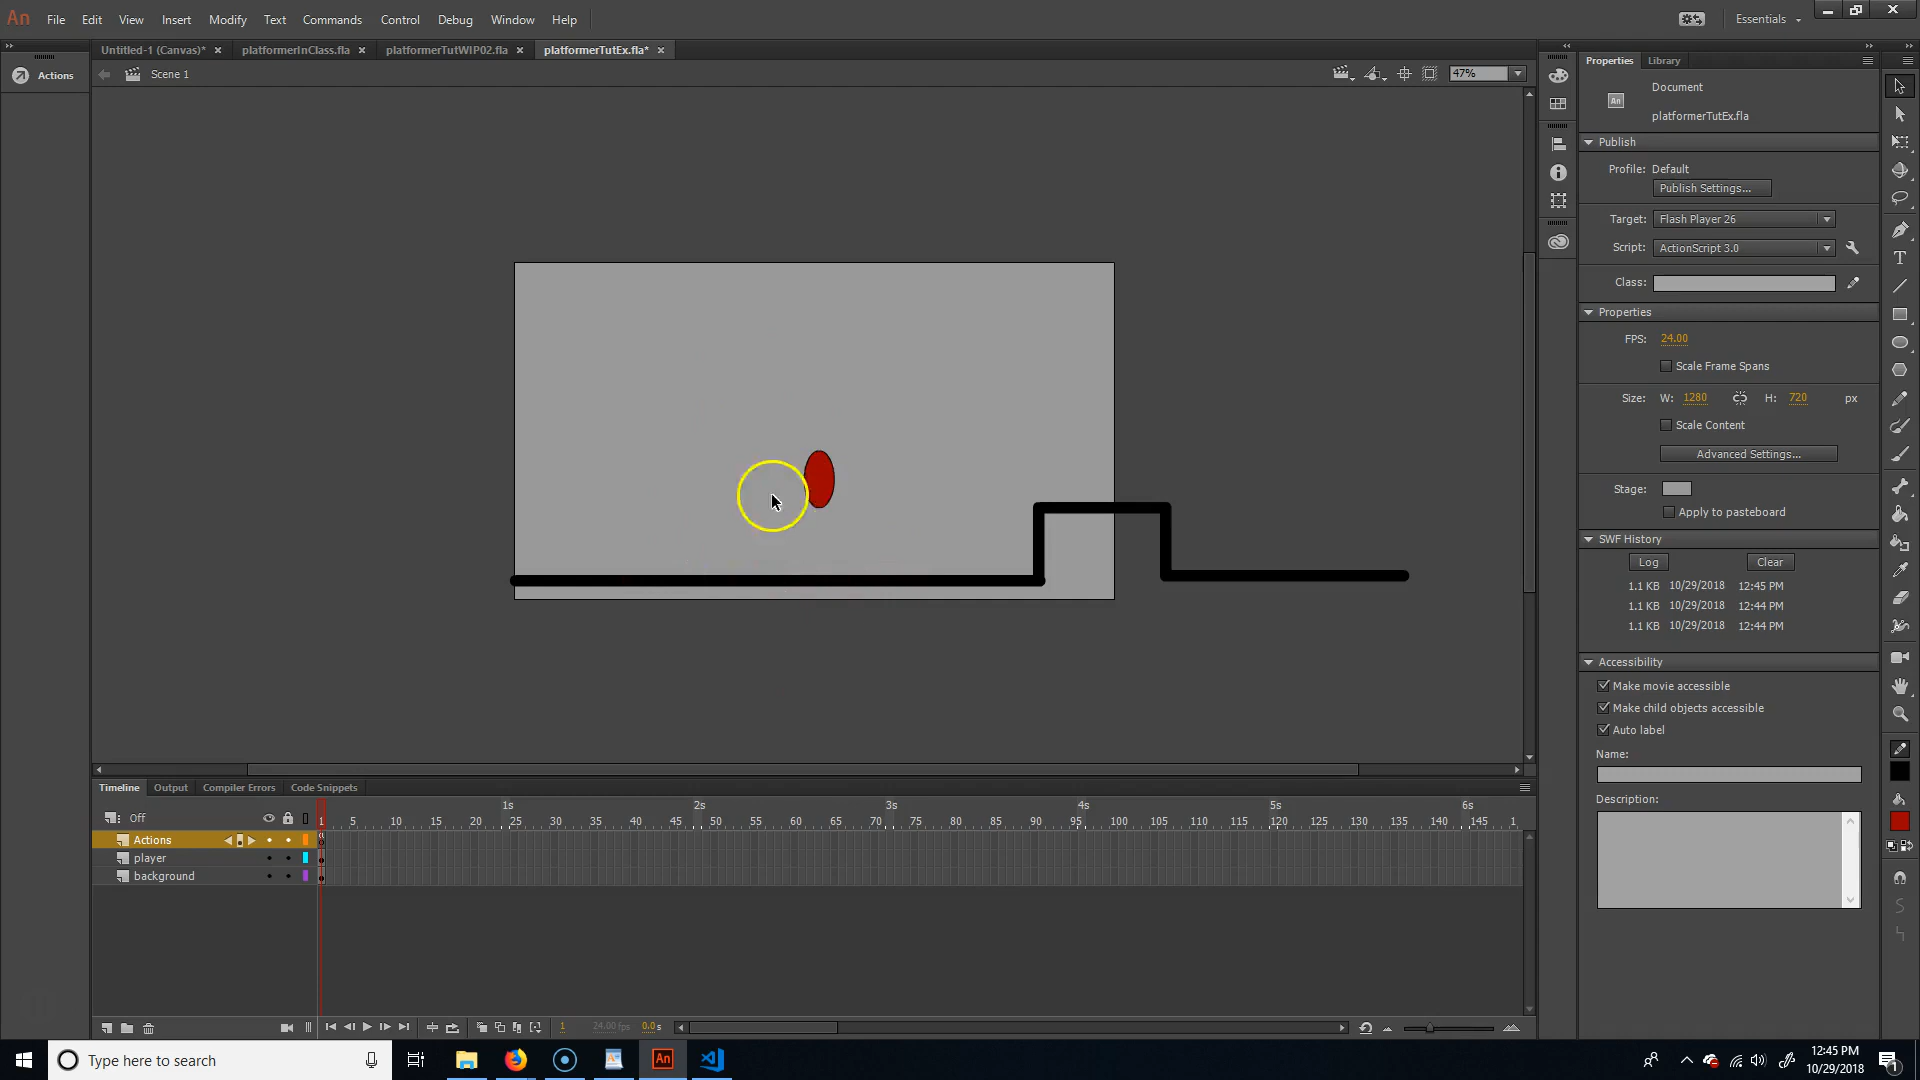 An File Edit View Insert Modify Text Commands Control Debug Window Help Essentials
Untitled-1 (Canvas)* platformerInClass.fla platformerTutWIP02.fla platformerTutEx.fla*
Actions
Scene 1
47%
Properties Library
Document
An
platformerTutEx.fla
Publish
Profile: Default
Publish Settings...
Target: Flash Player 26
Script: ActionScript 3.0
Class:
Properties
FPS: 24.00
Scale Frame Spans
Size: W: 1280 H: 720 px
Scale Content
Advanced Settings...
Stage:
Apply to pasteboard
SWF History
Log Clear
1.1 KB 10/29/2018 12:45 PM
1.1 KB 10/29/2018 12:44 PM
1.1 KB 10/29/2018 12:44 PM
Accessibility
Make movie accessible
Make child objects accessible
Auto label
Name:
Description:
Timeline Output Compiler Errors Code Snippets
1s 2s 3s 4s 5s 6s
Off 1 5 10 15 20 25 30 35 40 45 50 55 60 65 70 75 80 85 90 95 100 105 110 115 120 125 130 135 140 145 1
Actions
player
background
1 24.00 fps 0.0 s
Type here to search
An
12:45 PM
10/29/2018
1